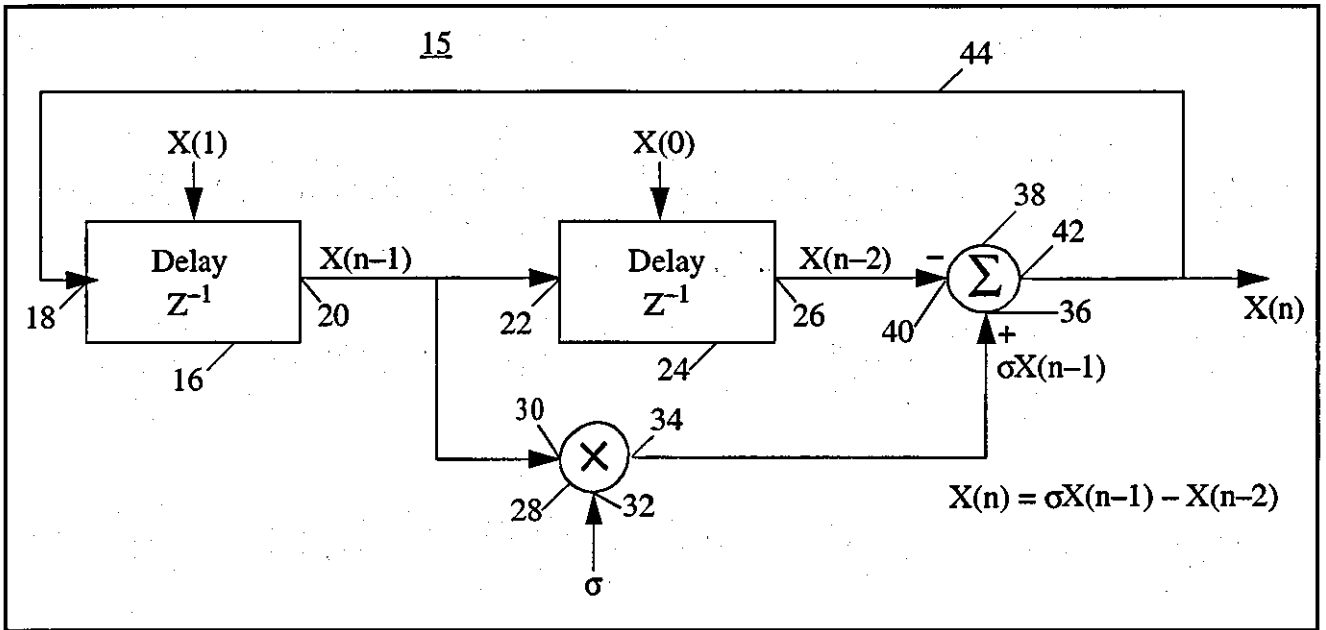 15
44
X(1)
X(0)
38
42
Delay
Z⁻¹
X(n–1)
Delay
Z⁻¹
X(n–2)
-
Σ
18
20
22
26
40
36
X(n)
16
24
+
σX(n–1)
30
34
×
28
32
X(n) = σX(n–1) – X(n–2)
σ